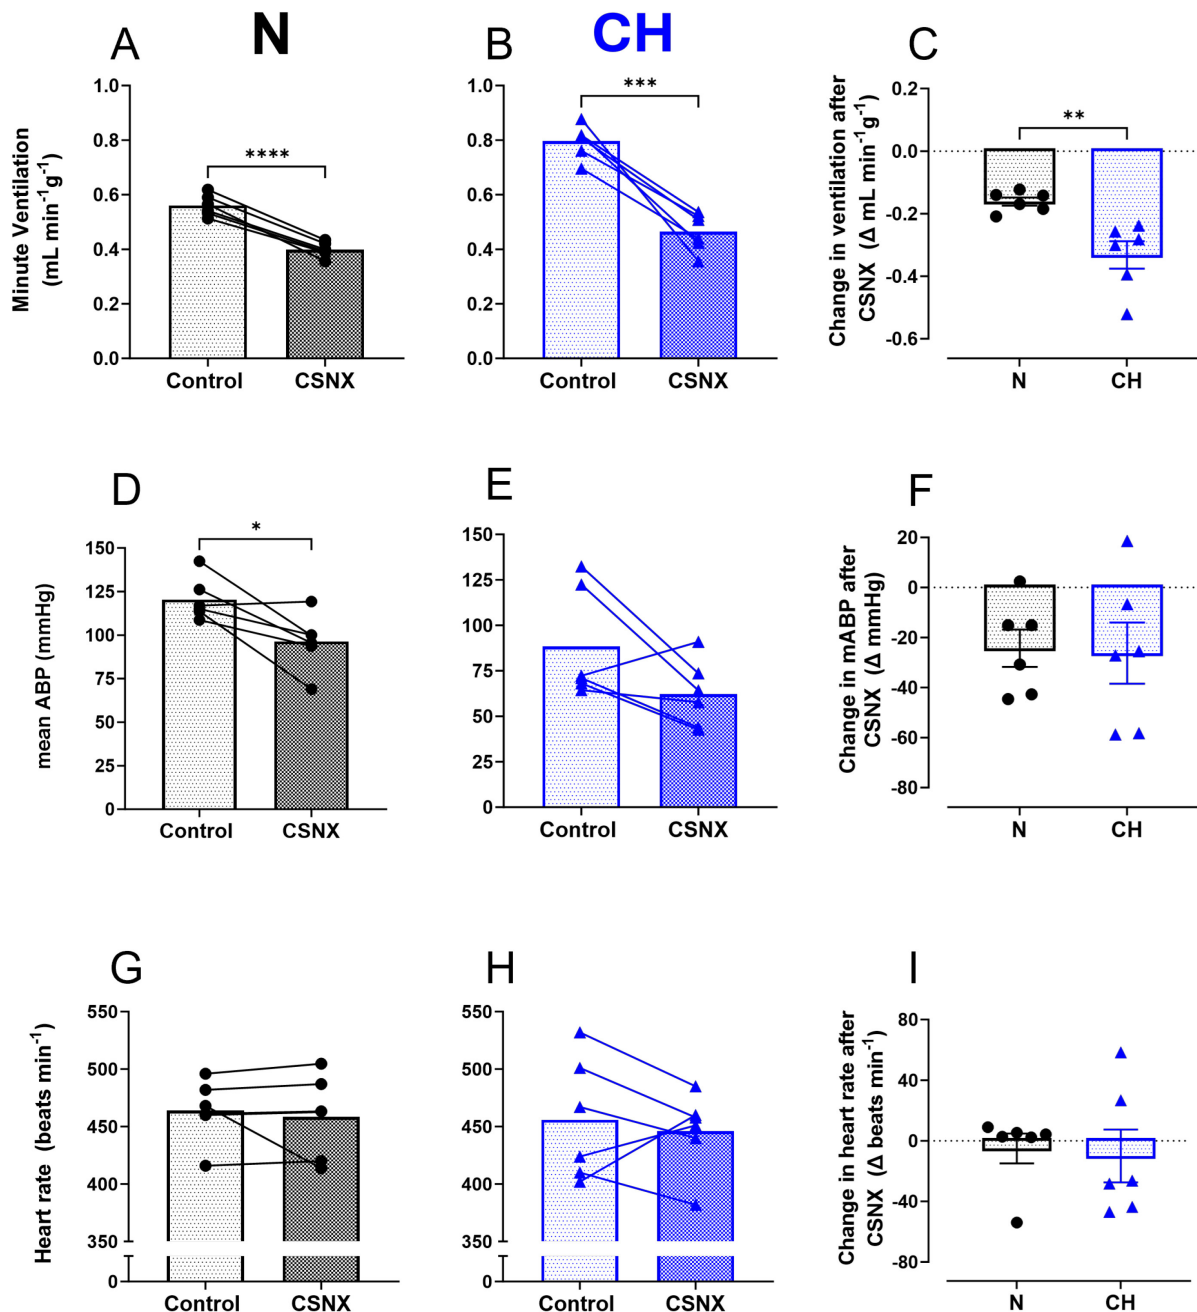 A
N
B
CH
C
Minute Ventilation
(mL min⁻¹g⁻¹)
1.0
0.8
0.6
0.4
0.2
0.0
****
Control
CSNX
1.0
0.8
0.6
0.4
0.2
0.0
***
Control
CSNX
Change in ventilation after
CSNX (Δ mL min⁻¹g⁻¹)
0.2
0.0
-0.2
-0.4
-0.6
**
N
CH
D
E
F
mean ABP (mmHg)
150
125
100
75
50
25
0
*
Control
CSNX
150
125
100
75
50
25
0
Control
CSNX
Change in mABP after
CSNX (Δ mmHg)
20
0
-20
-40
-60
-80
N
CH
G
H
I
Heart rate (beats min⁻¹)
550
500
450
400
350
0
Control
CSNX
550
500
450
400
350
0
Control
CSNX
Change in heart rate after
CSNX (Δ beats min⁻¹)
80
40
0
-40
-80
N
CH